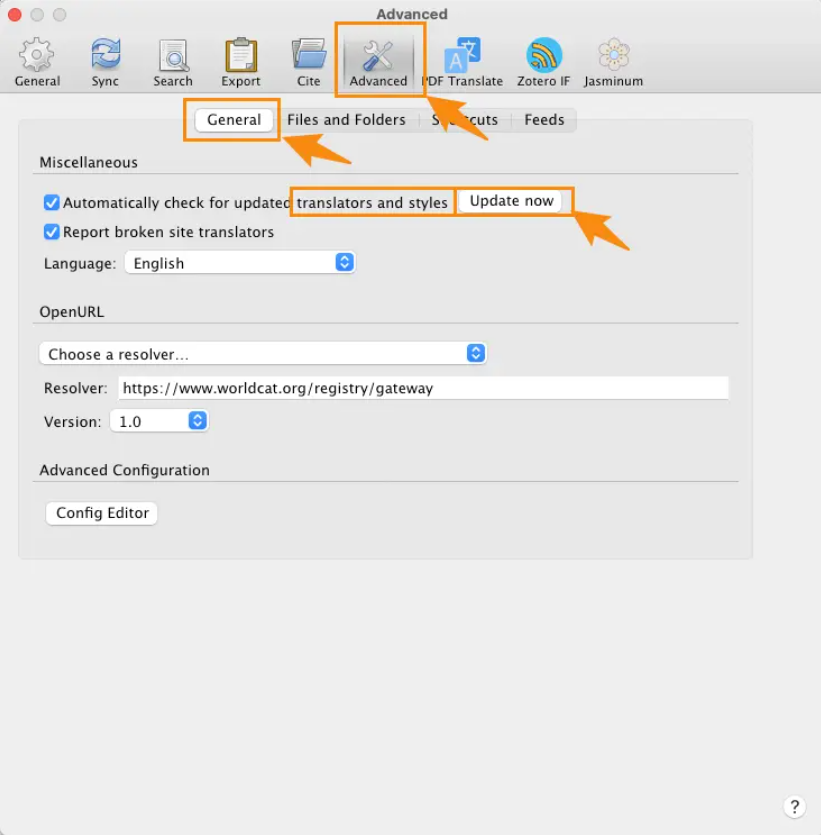 Advanced
General Sync Search Export Cite Advanced PDF Translate Zotero IF Jasminum
General Files and Folders Feeds
Miscellaneous
Automatically check for updated translators and styles Update now
Report broken site translators
Language: English
OpenURL
Choose a resolver...
Resolver: https://www.worldcat.org/registry/gateway
Version: 1.0
Advanced Configuration
Config Editor
?